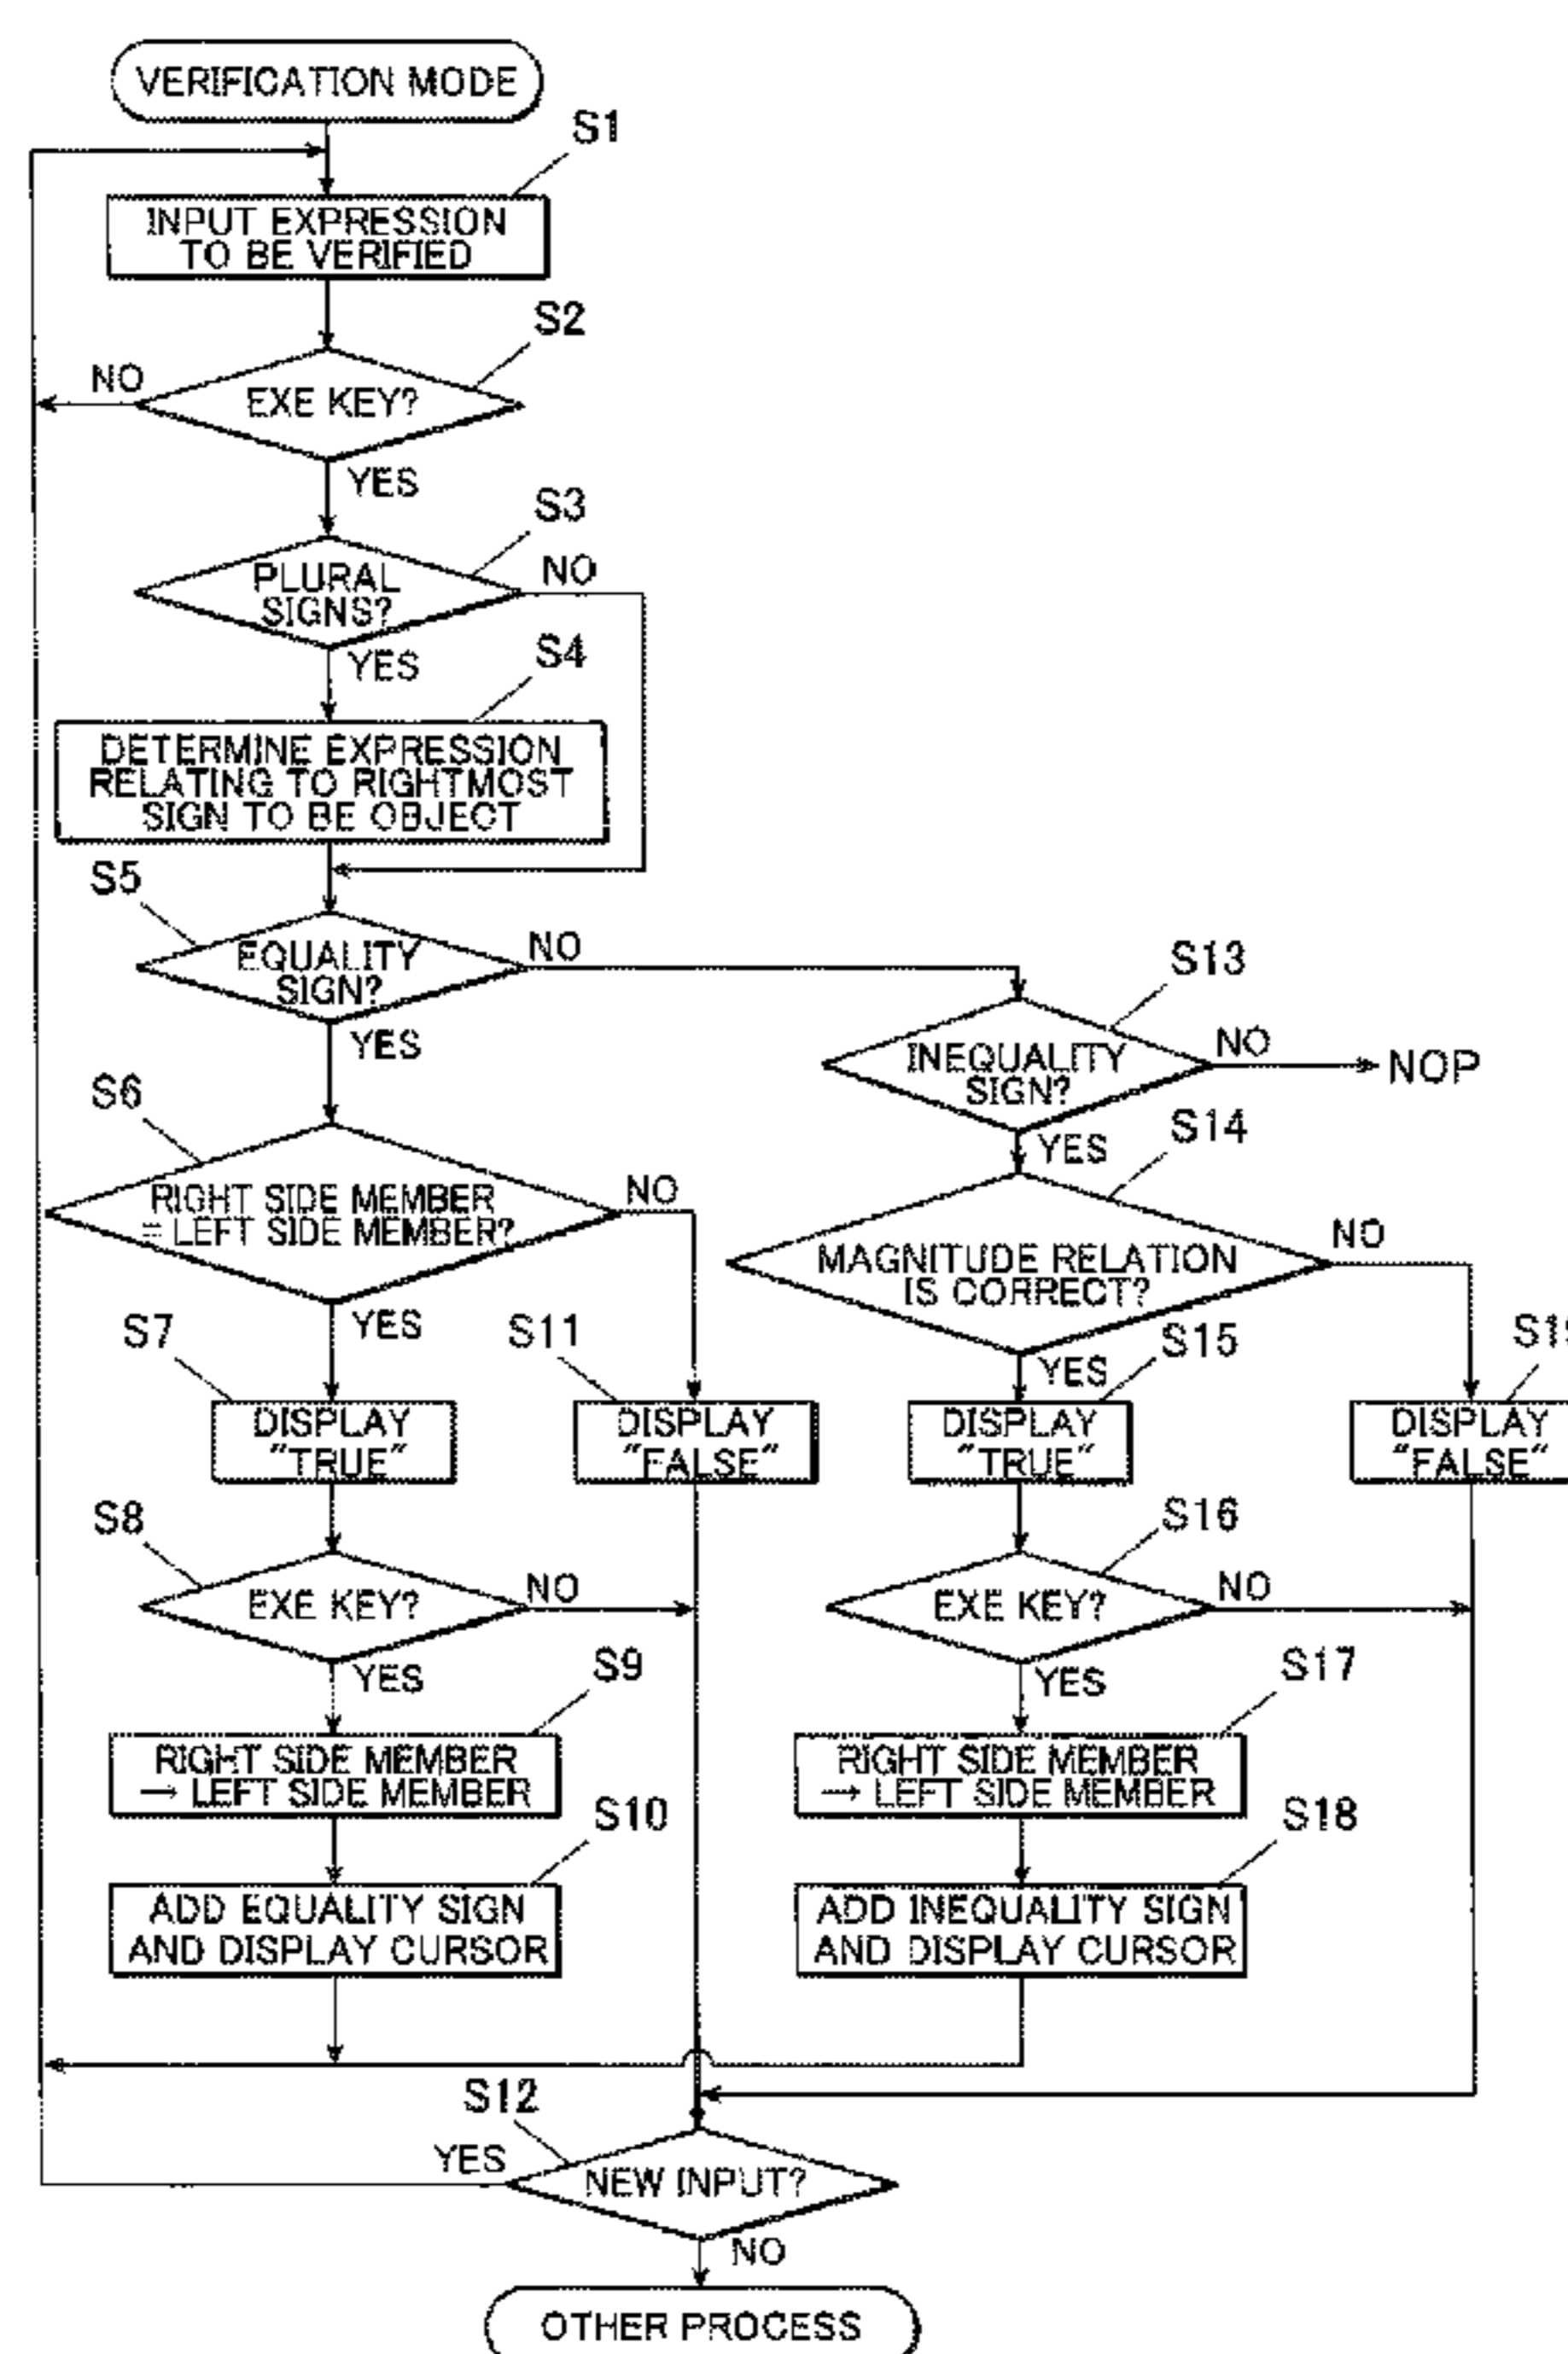 VERIFICATION MODE
S1
INPUT EXPRESSION
TO BE VERIFIED
S2
NO
EXE KEY?
YES
S3
PLURAL
SIGNS?
NO
YES
S4
DETERMINE EXPRESSION
RELATING TO RIGHTMOST
SIGN TO BE OBJECT
S5
EQUALITY
SIGN?
NO
YES
S13
INEQUALITY
SIGN?
NO
NOP
YES
S6
RIGHT SIDE MEMBER
= LEFT SIDE MEMBER?
NO
YES
S14
MAGNITUDE RELATION
IS CORRECT?
NO
YES
S7
DISPLAY
"TRUE"
S11
DISPLAY
"FALSE"
S15
DISPLAY
"TRUE"
DISPLAY
"FALSE"
S8
EXE KEY?
NO
YES
S16
EXE KEY?
NO
YES
S9
RIGHT SIDE MEMBER
→ LEFT SIDE MEMBER
S17
RIGHT SIDE MEMBER
→ LEFT SIDE MEMBER
S10
ADD EQUALITY SIGN
AND DISPLAY CURSOR
S18
ADD INEQUALITY SIGN
AND DISPLAY CURSOR
S12
YES
NEW INPUT?
NO
OTHER PROCESS